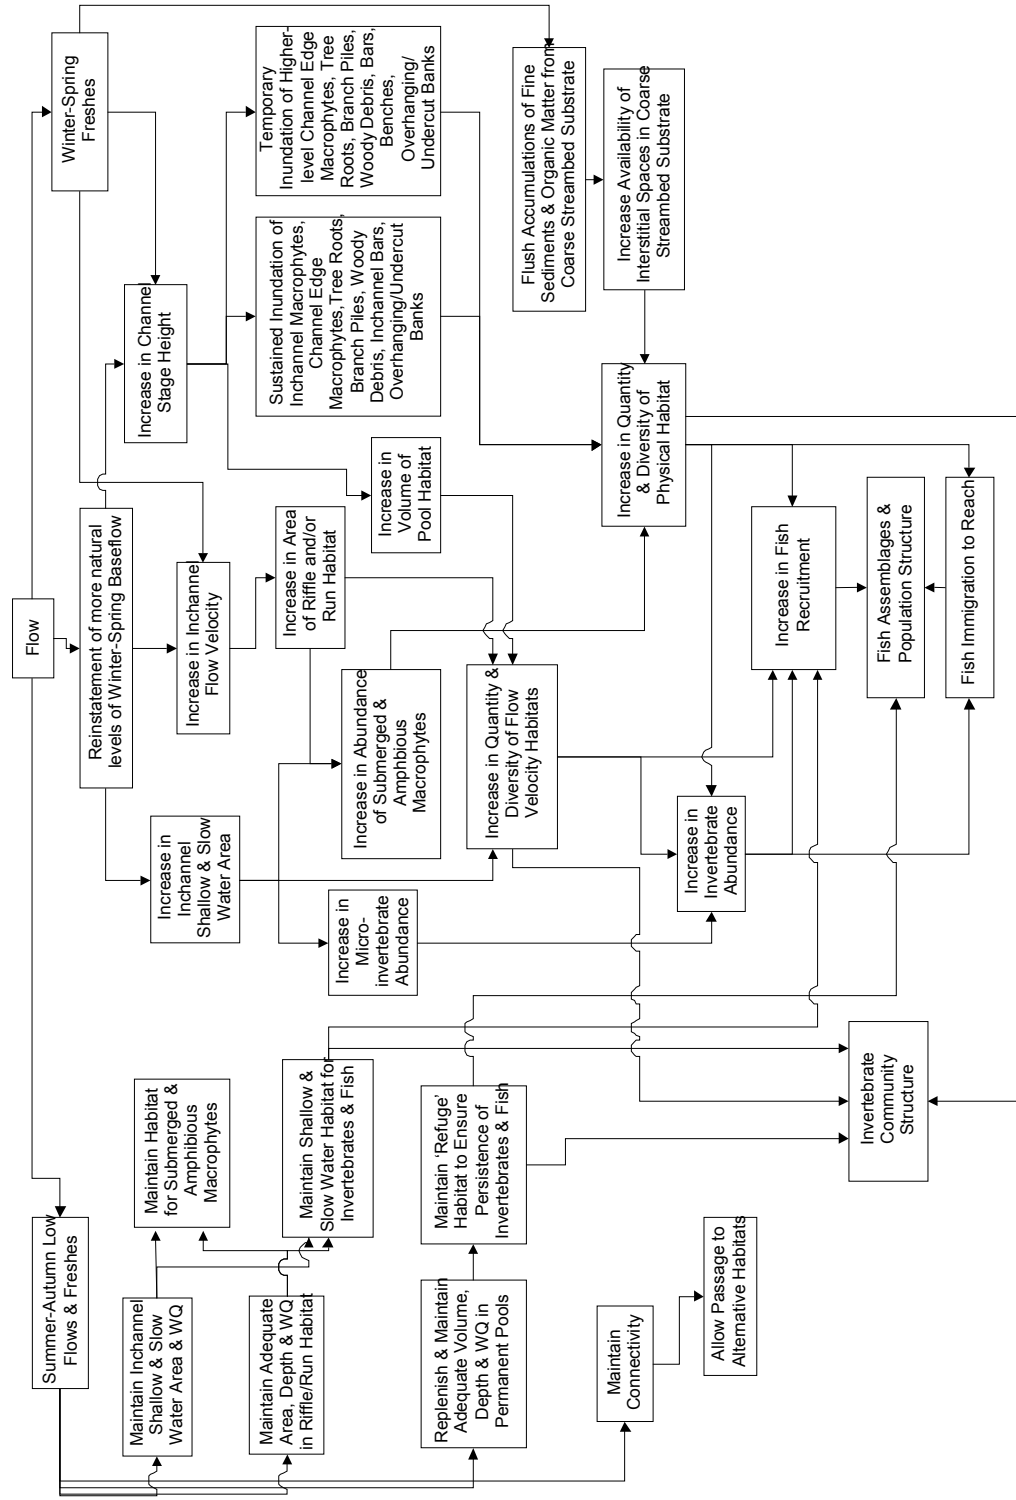 Flow
Summer-Autumn Low
Flows & Freshes
Reinstatement of more natural
levels of Winter-Spring Baseflow
Winter-Spring
Freshes
Maintain Inchannel
Shallow & Slow
Water Area & WQ
Maintain Habitat
for Submerged &
Amphibious
Macrophytes
Increase in
Inchannel
Shallow & Slow
Water Area
Increase in Inchannel
Flow Velocity
Increase in Channel
Stage Height
Maintain Adequate
Area, Depth & WQ
in Riffle/Run Habitat
Maintain Shallow &
Slow Water Habitat for
Invertebrates & Fish
Increase in
Micro-
invertebrate
Abundance
Increase in Abundance
of Submerged &
Amphbious
Macrophytes
Increase in Area
of Riffle and/or
Run Habitat
Increase in
Volume of
Pool Habitat
Sustained Inundation of
Inchannel Macrophytes,
Channel Edge
Macrophytes,Tree Roots,
Branch Piles, Woody
Debris, Inchannel Bars,
Overhanging/Undercut
Banks
Temporary
Inundation of Higher-
level Channel Edge
Macrophytes, Tree
Roots, Branch Piles,
Woody Debris, Bars,
Benches,
Overhanging/
Undercut Banks
Replenish & Maintain
Adequate Volume,
Depth & WQ in
Permanent Pools
Maintain ‘Refuge’
Habitat to Ensure
Persistence of
Invertebrates & Fish
Increase in Quantity &
Diversity of Flow
Velocity Habitats
Flush Accumulations of Fine
Sediments & Organic Matter from
Coarse Streambed Substrate
Maintain
Connectivity
Increase in Quantity
& Diversity of
Physical Habitat
Increase Availability of
Interstitial Spaces in Coarse
Streambed Substrate
Allow Passage to
Alternative Habitats
Increase in
Invertebrate
Abundance
Increase in Fish
Recruitment
Invertebrate
Community
Structure
Fish Assemblages &
Population Structure
Fish Immigration to Reach